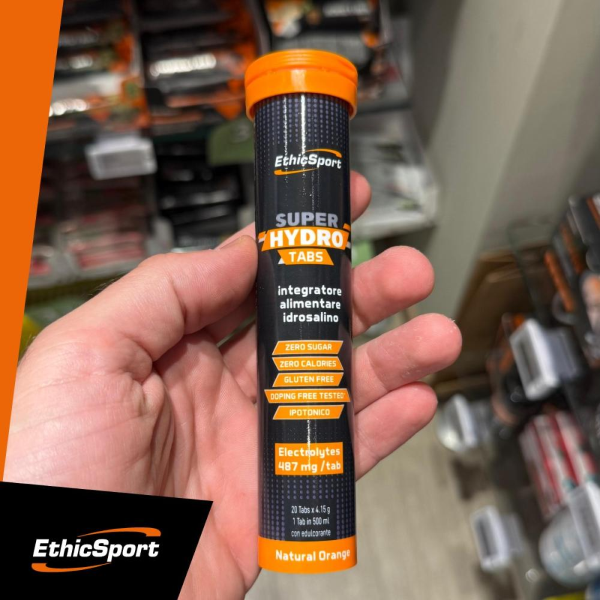 EthicSport
SUPER
HYDRO
TABS
integratore
alimentare
idrosalino
ZERO SUGAR
ZERO CALORIES
GLUTEN FREE
DOPING FREE TESTED
IPOTONICO
Electrolytes
487 mg /tab
20 Tabs x 4.15 g
1 Tab in 500 ml
con edulcorante
Natural Orange
EthicSport